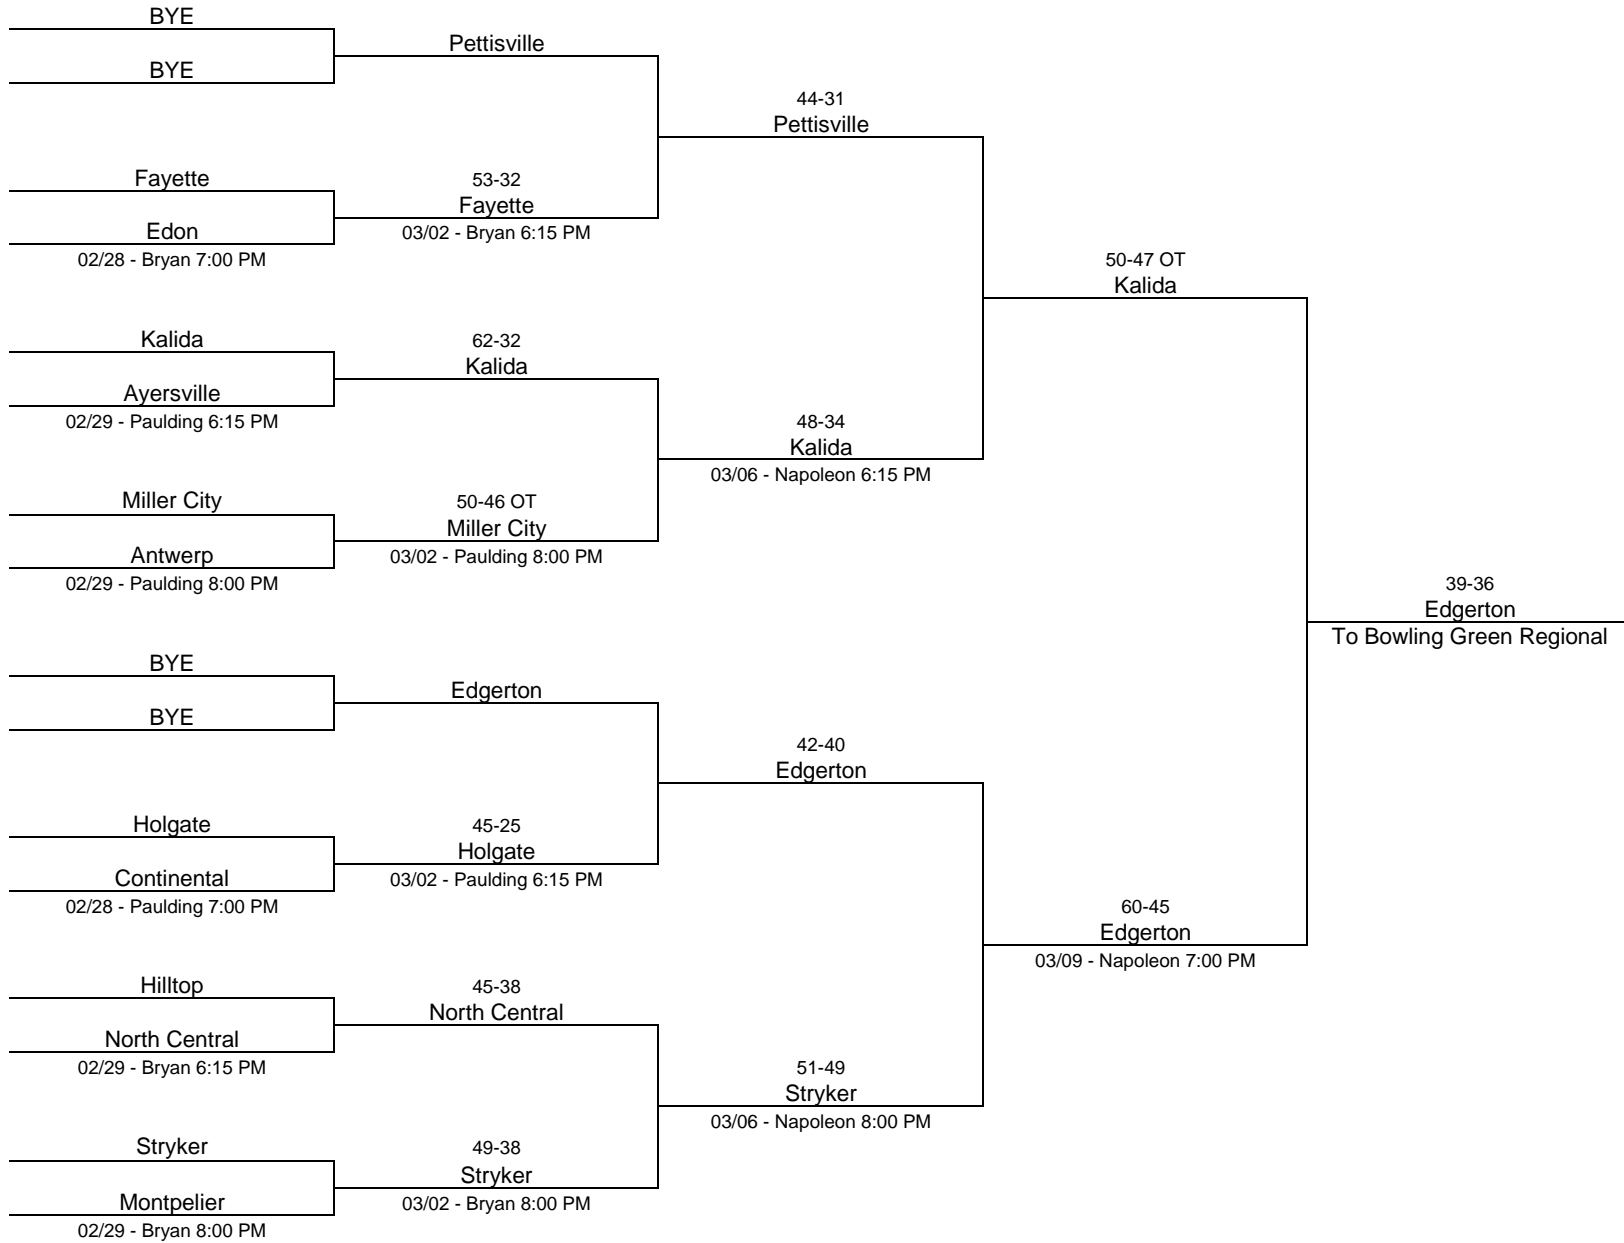 BYE
BYE
Pettisville
44-31
Pettisville
Fayette
Edon
02/28 - Bryan 7:00 PM
53-32
Fayette
03/02 - Bryan 6:15 PM
50-47 OT
Kalida
Kalida
Ayersville
02/29 - Paulding 6:15 PM
62-32
Kalida
48-34
Kalida
03/06 - Napoleon 6:15 PM
Miller City
Antwerp
02/29 - Paulding 8:00 PM
50-46 OT
Miller City
03/02 - Paulding 8:00 PM
39-36
Edgerton
To Bowling Green Regional
BYE
BYE
Edgerton
42-40
Edgerton
Holgate
Continental
02/28 - Paulding 7:00 PM
45-25
Holgate
03/02 - Paulding 6:15 PM
60-45
Edgerton
03/09 - Napoleon 7:00 PM
Hilltop
North Central
02/29 - Bryan 6:15 PM
45-38
North Central
51-49
Stryker
03/06 - Napoleon 8:00 PM
Stryker
Montpelier
02/29 - Bryan 8:00 PM
49-38
Stryker
03/02 - Bryan 8:00 PM